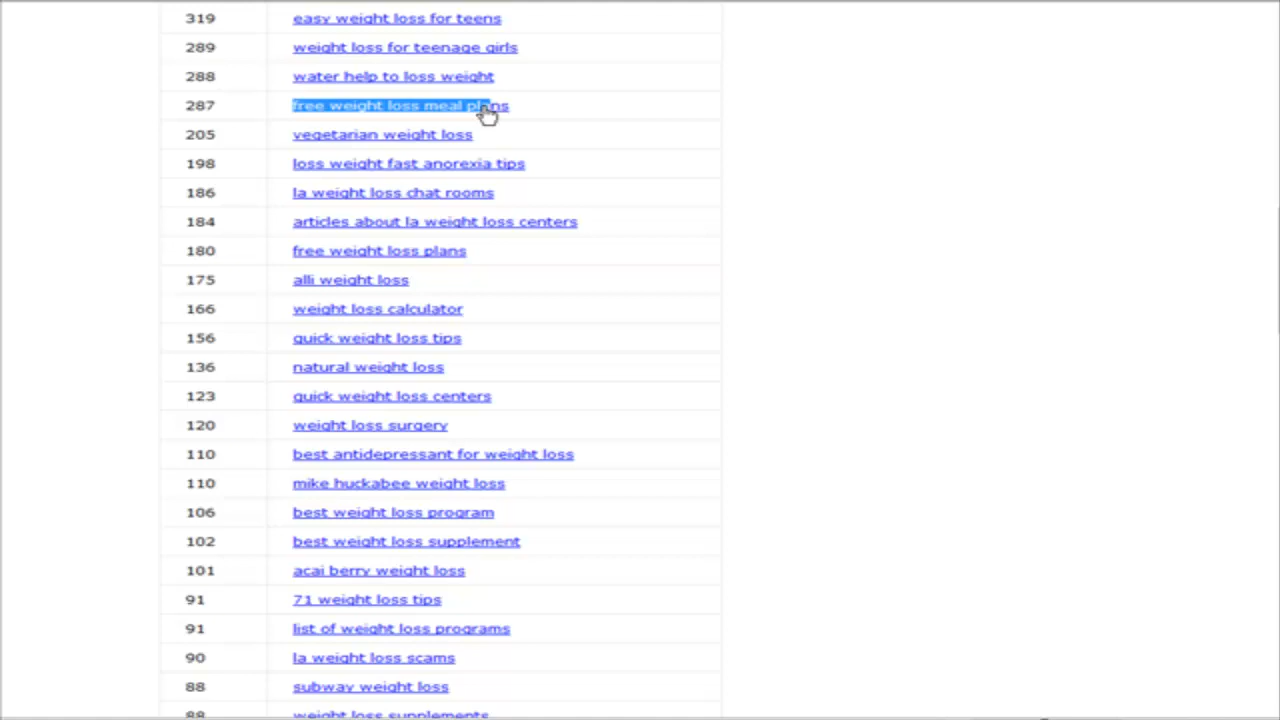 319 easy weight loss for teens
289 weight loss for teenage girls
288 water help to loss weight
287 free weight loss meal plans
205 vegetarian weight loss
198 loss weight fast anorexia tips
186 la weight loss chat rooms
184 articles about la weight loss centers
180 free weight loss plans
175 alli weight loss
166 weight loss calculator
156 quick weight loss tips
136 natural weight loss
123 quick weight loss centers
120 weight loss surgery
110 best antidepressant for weight loss
110 mike huckabee weight loss
106 best weight loss program
102 best weight loss supplement
101 acai berry weight loss
91 71 weight loss tips
91 list of weight loss programs
90 la weight loss scams
88 subway weight loss
88 weight loss supplements